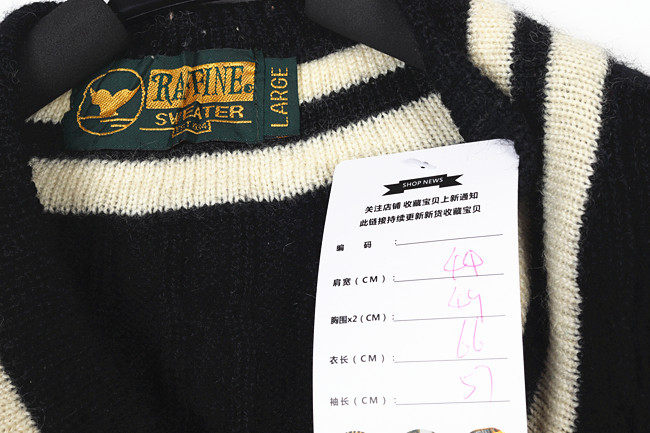 RAFFINE.
SWEATER
LARGE
SHOP NEWS
关注店铺 收藏宝贝上新通知
此链接持续更新新货收藏宝贝
编 码 :
肩宽(CM): 44
胸围x2(CM): 49
衣长(CM): 66
袖长(CM): 57